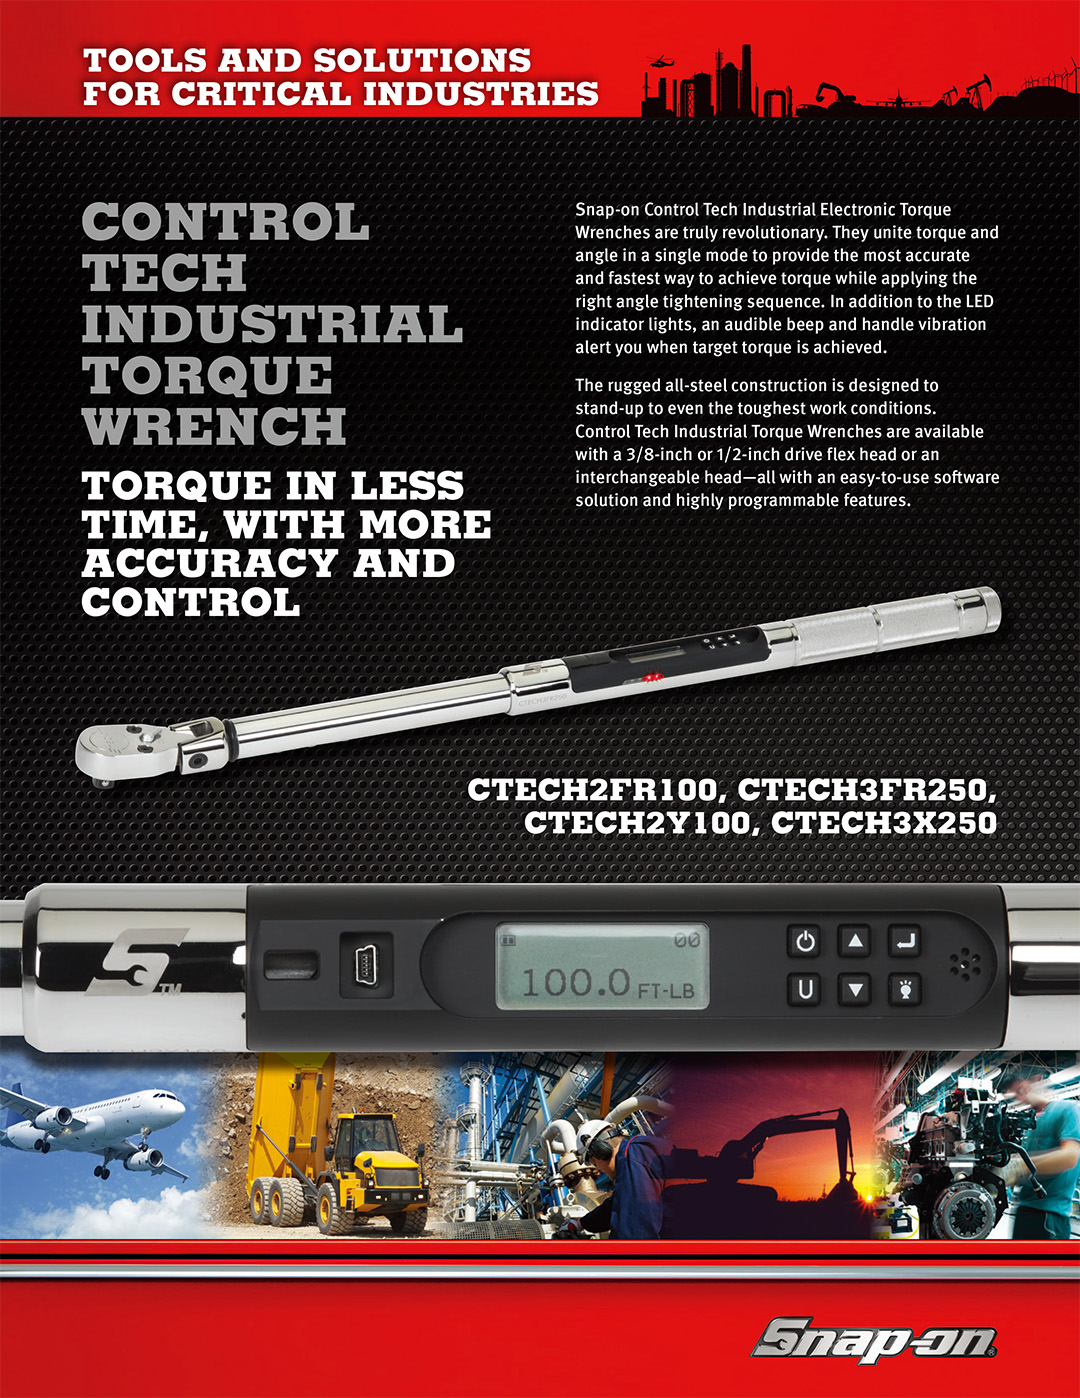 TOOLS AND SOLUTIONS
FOR CRITICAL INDUSTRIES
CONTROL
TECH
INDUSTRIAL
TORQUE
WRENCH
TORQUE IN LESS
TIME, WITH MORE
ACCURACY AND
CONTROL
Snap-on Control Tech Industrial Electronic Torque
Wrenches are truly revolutionary. They unite torque and
angle in a single mode to provide the most accurate
and fastest way to achieve torque while applying the
right angle tightening sequence. In addition to the LED
indicator lights, an audible beep and handle vibration
alert you when target torque is achieved.
The rugged all-steel construction is designed to
stand-up to even the toughest work conditions.
Control Tech Industrial Torque Wrenches are available
with a 3/8-inch or 1/2-inch drive flex head or an
interchangeable head—all with an easy-to-use software
solution and highly programmable features.
CTECH3FR250
CTECH2FR100, CTECH3FR250,
CTECH2Y100, CTECH3X250
S TM
00
100.0 FT-LB
U
Snap-on®